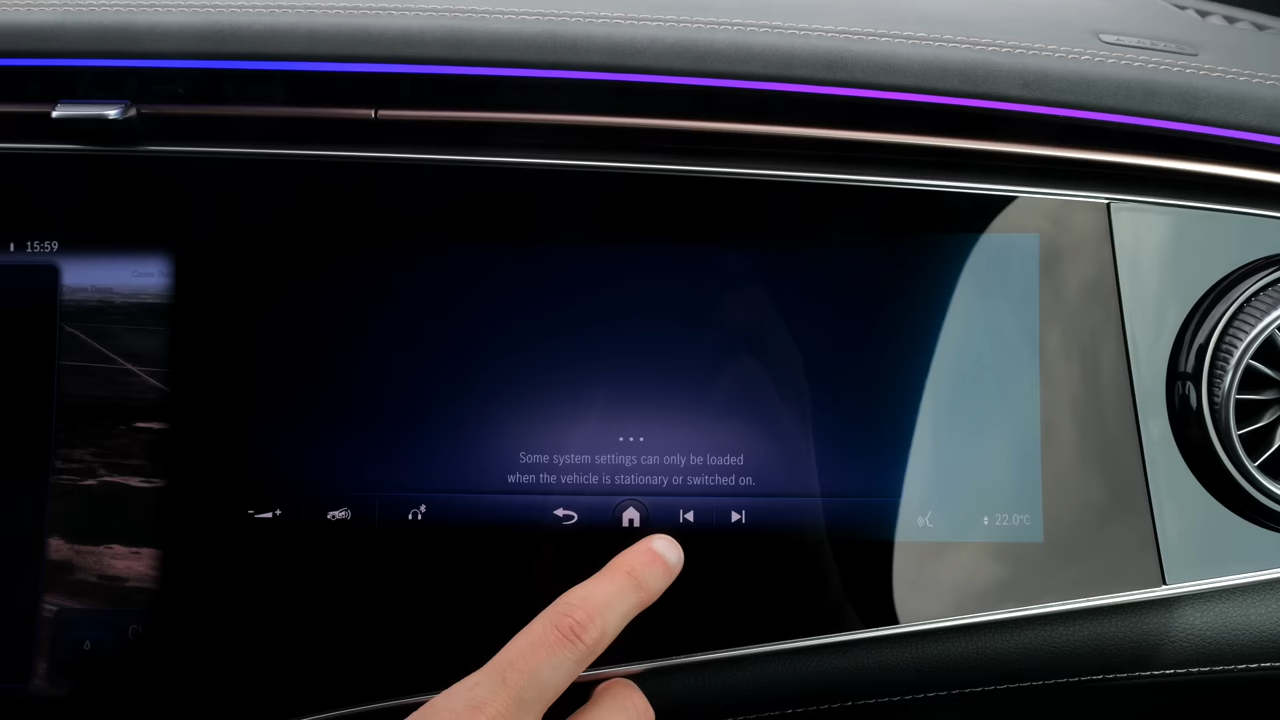 AIRBAG
15:59
Some system settings can only be loaded
when the vehicle is stationary or switched on.
22.0°C